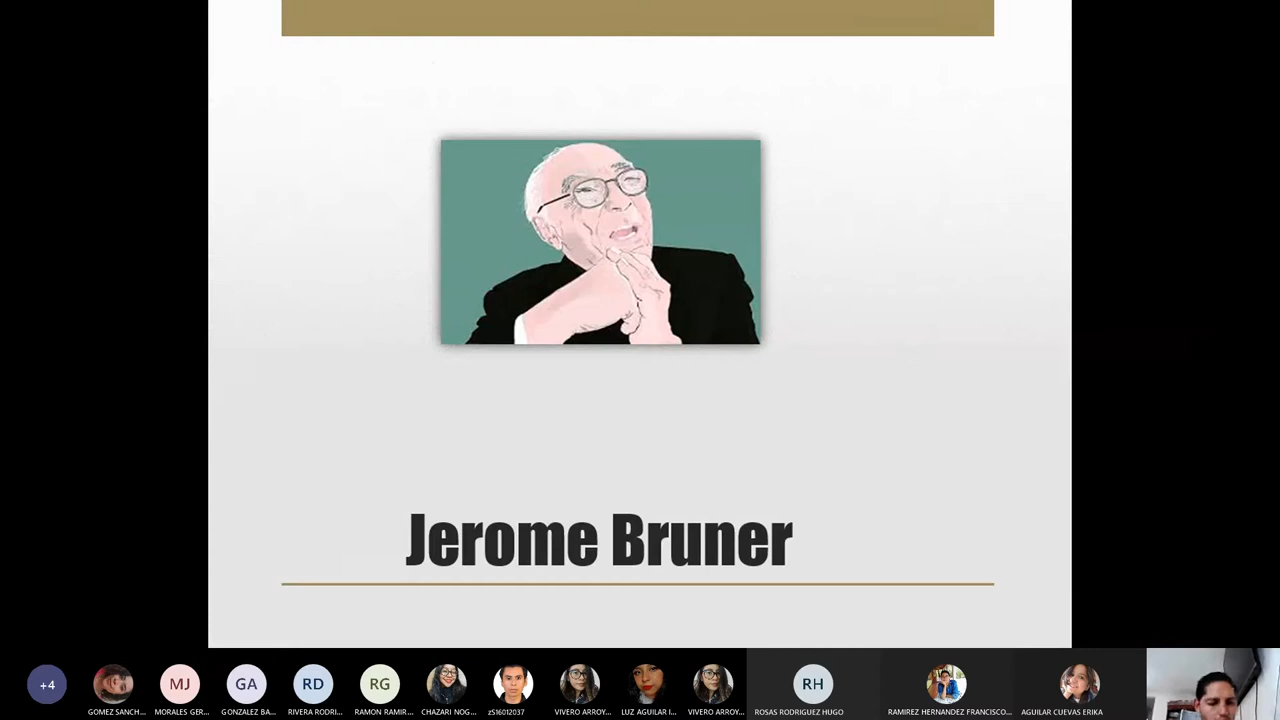 Jerome Bruner
+4
MJ
GA
RD
RG
RH
GOMEZ SANCH...
MORALES GER...
GONZALEZ BA...
RIVERA RODRI...
RAMON RAMIR...
CHAZARI NOG...
zS16012037
VIVERO ARROY...
LUZ AGUILAR I...
VIVERO ARROY...
ROSAS RODRIGUEZ HUGO
RAMIREZ HERNANDEZ FRANCISCO...
AGUILAR CUEVAS ERIKA